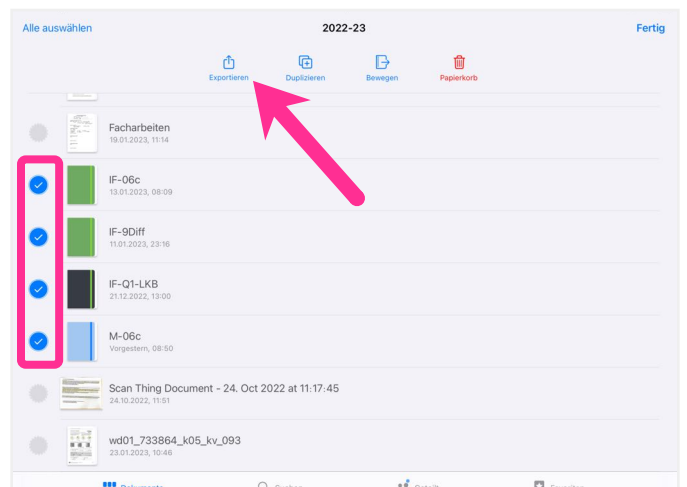 Alle auswählen
2022-23
Fertig
Exportieren
Duplizieren
Bewegen
Papierkorb
Facharbeiten
19.01.2023, 11:14
IF-06c
13.01.2023, 08:09
IF-9Diff
11.01.2023, 23:16
IF-Q1-LKB
21.12.2022, 13:00
M-06c
Vorgestern, 08:50
Scan Thing Document - 24. Oct 2022 at 11:17:45
24.10.2022, 11:51
wd01_733864_k05_kv_093
23.01.2023, 10:46